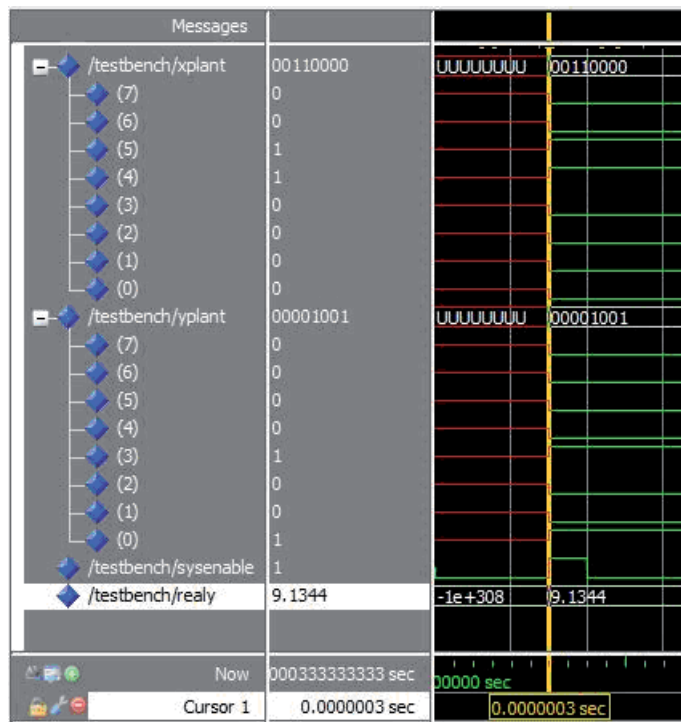 Messages
/testbench/xplant 00110000 UUUUUUUU 00110000
(7) 0
(6) 0
(5) 1
(4) 1
(3) 0
(2) 0
(1) 0
(0) 0
/testbench/yplant 00001001 UUUUUUUU 00001001
(7) 0
(6) 0
(5) 0
(4) 0
(3) 1
(2) 0
(1) 0
(0) 1
/testbench/sysenable 1
/testbench/realy 9.1344 -1e+308 9.1344
Now 000333333333 sec 00000 sec
Cursor 1 0.0000003 sec 0.0000003 sec